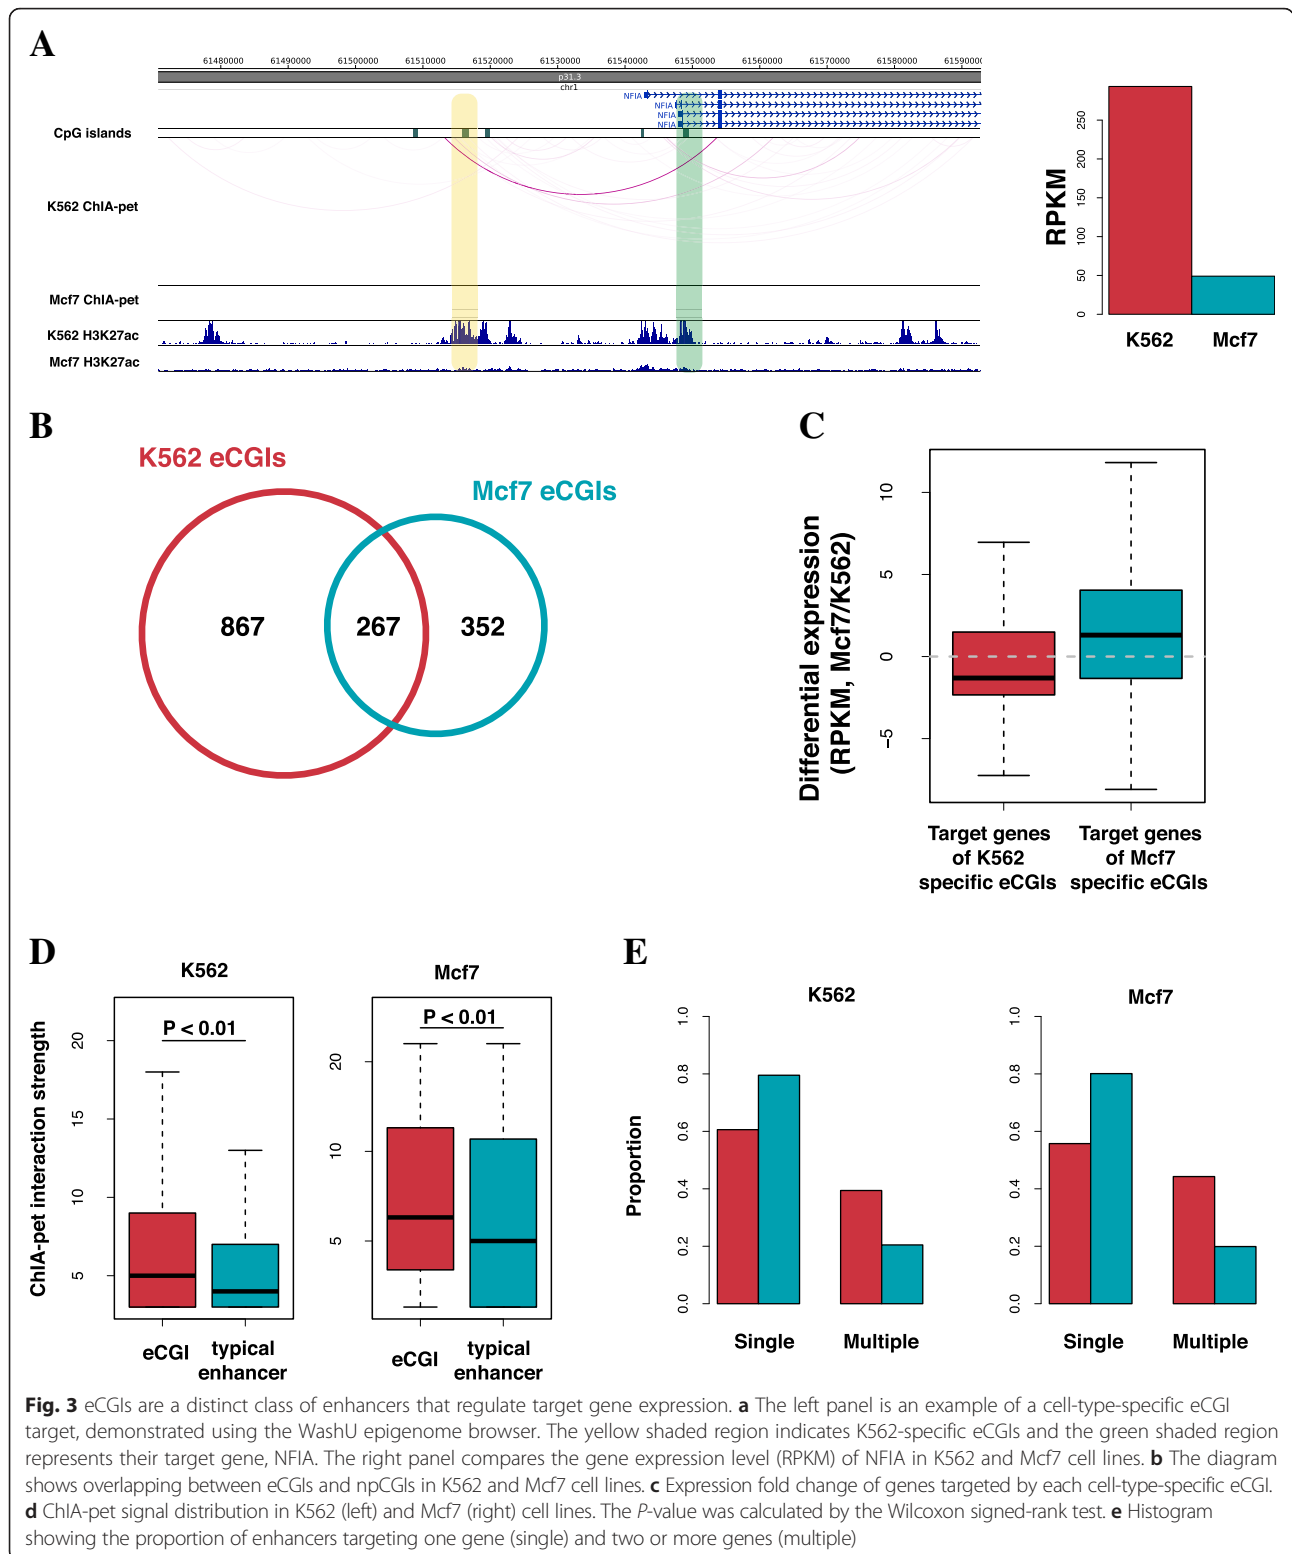 A
61480000 61490000 61500000 61510000 61520000 61530000 61540000 61550000 61560000 61570000 61580000 61590000
p31.3
chr1
NFIA
NFIA
NFIA
NFIA
CpG islands
K562 ChIA-pet
Mcf7 ChIA-pet
K562 H3K27ac
Mcf7 H3K27ac
RPKM
0 50 100 150 200 250
K562 Mcf7
B
K562 eCGIs
Mcf7 eCGIs
867 267 352
C
Differential expression
(RPKM, Mcf7/K562)
10
5
0
−5
Target genes
of K562
specific eCGIs
Target genes
of Mcf7
specific eCGIs
D
K562
ChIA-pet interaction strength
P < 0.01
20
15
10
5
eCGI
typical
enhancer
Mcf7
P < 0.01
20
10
5
eCGI
typical
enhancer
E
K562
Proportion
0.0 0.2 0.4 0.6 0.8 1.0
Single Multiple
Mcf7
0.0 0.2 0.4 0.6 0.8 1.0
Single Multiple
Fig. 3 eCGIs are a distinct class of enhancers that regulate target gene expression. a The left panel is an example of a cell-type-specific eCGI
target, demonstrated using the WashU epigenome browser. The yellow shaded region indicates K562-specific eCGIs and the green shaded region
represents their target gene, NFIA. The right panel compares the gene expression level (RPKM) of NFIA in K562 and Mcf7 cell lines. b The diagram
shows overlapping between eCGIs and npCGIs in K562 and Mcf7 cell lines. c Expression fold change of genes targeted by each cell-type-specific eCGI.
d ChIA-pet signal distribution in K562 (left) and Mcf7 (right) cell lines. The P-value was calculated by the Wilcoxon signed-rank test. e Histogram
showing the proportion of enhancers targeting one gene (single) and two or more genes (multiple)